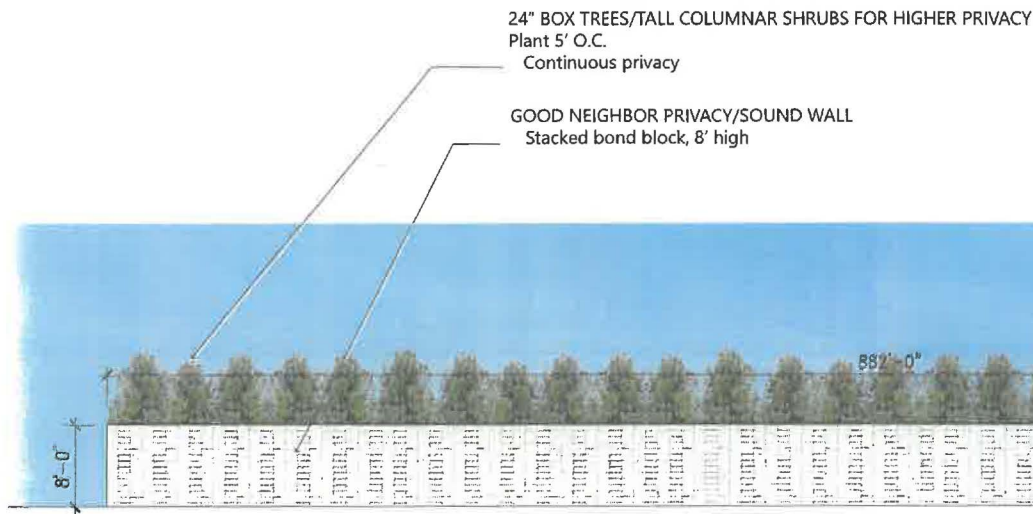 24" BOX TREES/TALL COLUMNAR SHRUBS FOR HIGHER PRIVACY
Plant 5' O.C.
Continuous privacy
GOOD NEIGHBOR PRIVACY/SOUND WALL
Stacked bond block, 8' high
882'-0"
8'-0"